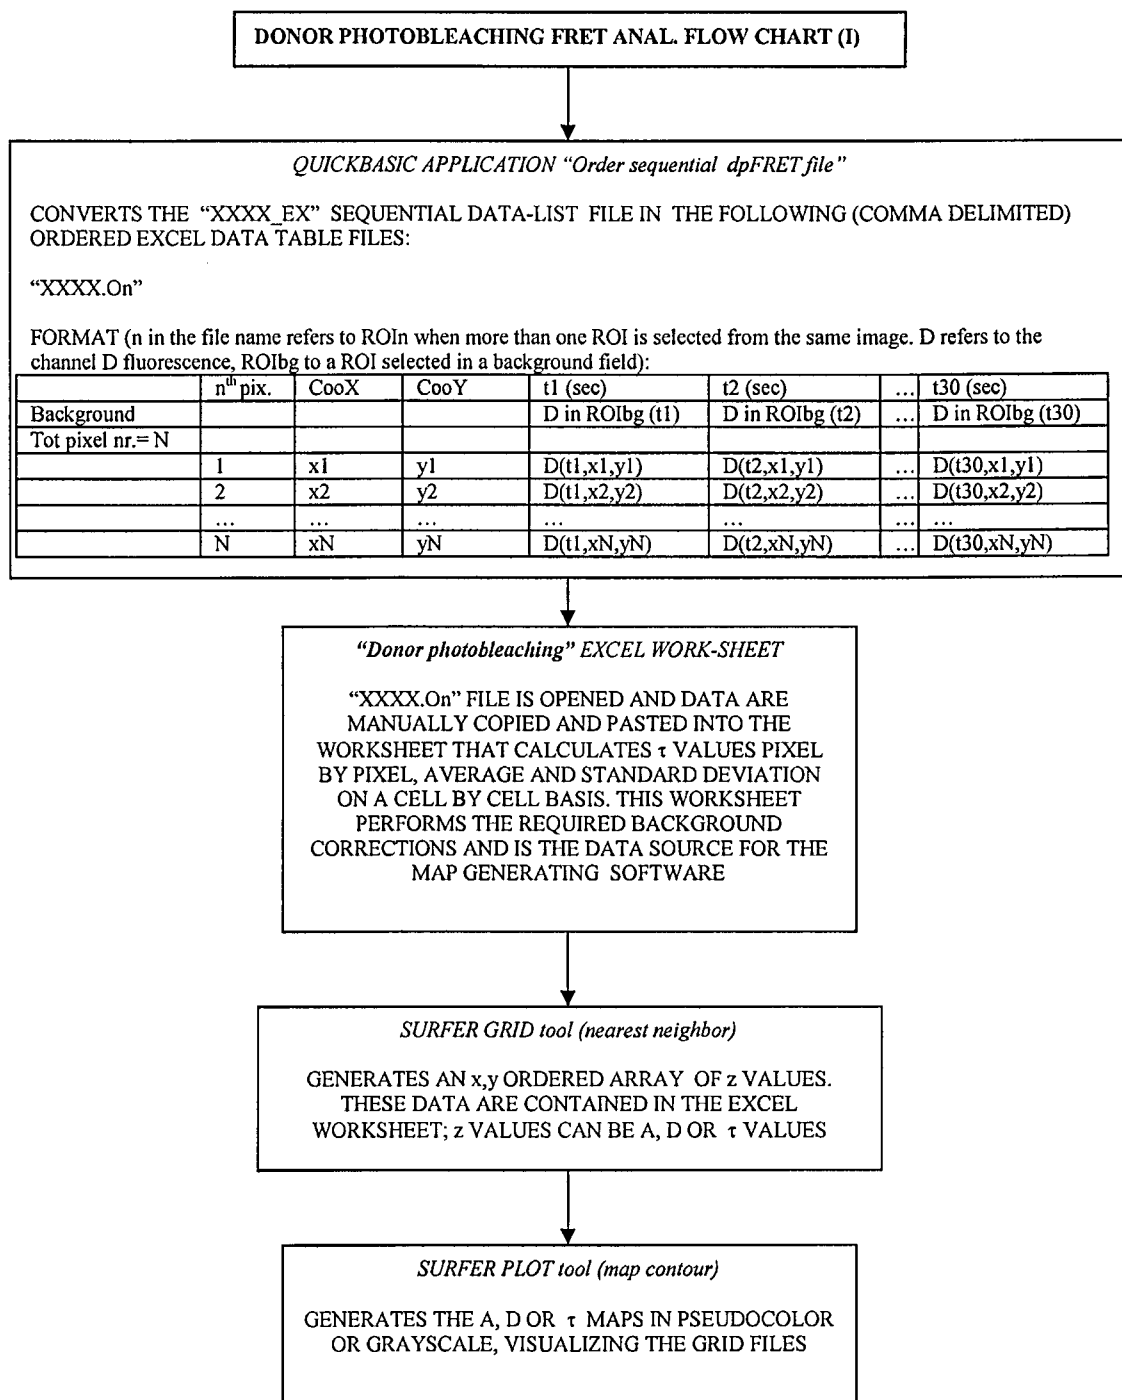 DONOR PHOTOBLEACHING FRET ANAL. FLOW CHART (I)
QUICKBASIC APPLICATION “Order sequential dpFRET file”
CONVERTS THE “XXXX_EX” SEQUENTIAL DATA-LIST FILE IN THE FOLLOWING (COMMA DELIMITED)
ORDERED EXCEL DATA TABLE FILES:
“XXXX.On”
FORMAT (n in the file name refers to ROIn when more than one ROI is selected from the same image. D refers to the
channel D fluorescence, ROIbg to a ROI selected in a background field):
nth pix. CooX CooY t1 (sec) t2 (sec) ... t30 (sec)
Background D in ROIbg (t1) D in ROIbg (t2) ... D in ROIbg (t30)
Tot pixel nr.= N
1 x1 y1 D(t1,x1,y1) D(t2,x1,y1) ... D(t30,x1,y1)
2 x2 y2 D(t1,x2,y2) D(t2,x2,y2) ... D(t30,x2,y2)
... ... ... ... ... ... ...
N xN yN D(t1,xN,yN) D(t2,xN,yN) ... D(t30,xN,yN)
“Donor photobleaching” EXCEL WORK-SHEET
“XXXX.On” FILE IS OPENED AND DATA ARE
MANUALLY COPIED AND PASTED INTO THE
WORKSHEET THAT CALCULATES τ VALUES PIXEL
BY PIXEL, AVERAGE AND STANDARD DEVIATION
ON A CELL BY CELL BASIS. THIS WORKSHEET
PERFORMS THE REQUIRED BACKGROUND
CORRECTIONS AND IS THE DATA SOURCE FOR THE
MAP GENERATING SOFTWARE
SURFER GRID tool (nearest neighbor)
GENERATES AN x,y ORDERED ARRAY OF z VALUES.
THESE DATA ARE CONTAINED IN THE EXCEL
WORKSHEET; z VALUES CAN BE A, D OR τ VALUES
SURFER PLOT tool (map contour)
GENERATES THE A, D OR τ MAPS IN PSEUDOCOLOR
OR GRAYSCALE, VISUALIZING THE GRID FILES